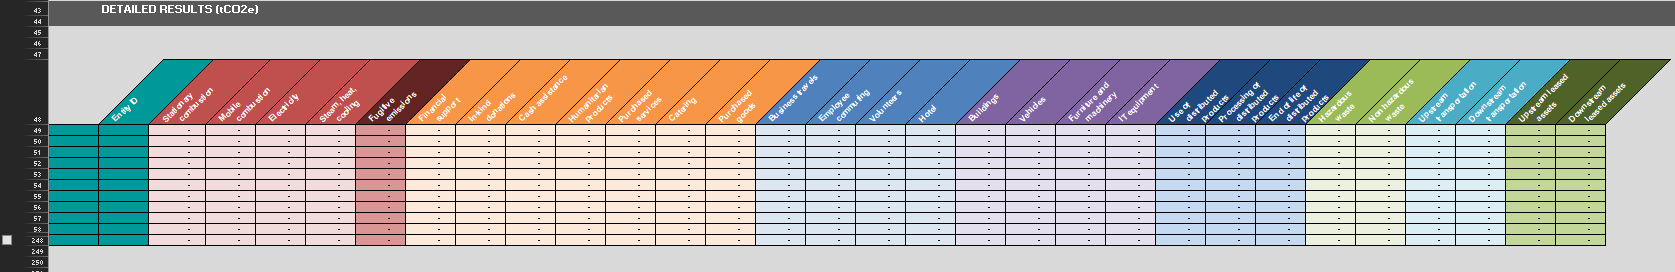 43
DETAILED RESULTS (tCO2e)
44
45
46
47
48
Entity ID
Stationary combustion
Mobile combustion
Electricity
Steam, heat, cooling
Fugitive emissions
Financial support
In-kind donations
Cash assistance
Humanitarian Products
Purchased services
Catering
Purchased goods
Business travels
Employee commuting
Volunteers
Hotel
Buildings
Vehicles
Furniture and machinery
IT equipment
Use of distributed products
Processing of distributed Products
End of life of distributed Products
Hazardous waste
Non hazardous waste
Upstream transportation
Downstream transportation
Upstream leased assets
Downstream leased assets
49 - - - - - - - - - - - - - - - - - - - - - - - - - - - - -
50 - - - - - - - - - - - - - - - - - - - - - - - - - - - - -
51 - - - - - - - - - - - - - - - - - - - - - - - - - - - - -
52 - - - - - - - - - - - - - - - - - - - - - - - - - - - - -
53 - - - - - - - - - - - - - - - - - - - - - - - - - - - - -
54 - - - - - - - - - - - - - - - - - - - - - - - - - - - - -
55 - - - - - - - - - - - - - - - - - - - - - - - - - - - - -
56 - - - - - - - - - - - - - - - - - - - - - - - - - - - - -
57 - - - - - - - - - - - - - - - - - - - - - - - - - - - - -
58 - - - - - - - - - - - - - - - - - - - - - - - - - - - - -
248 - - - - - - - - - - - - - - - - - - - - - - - - - - - - -
249
250